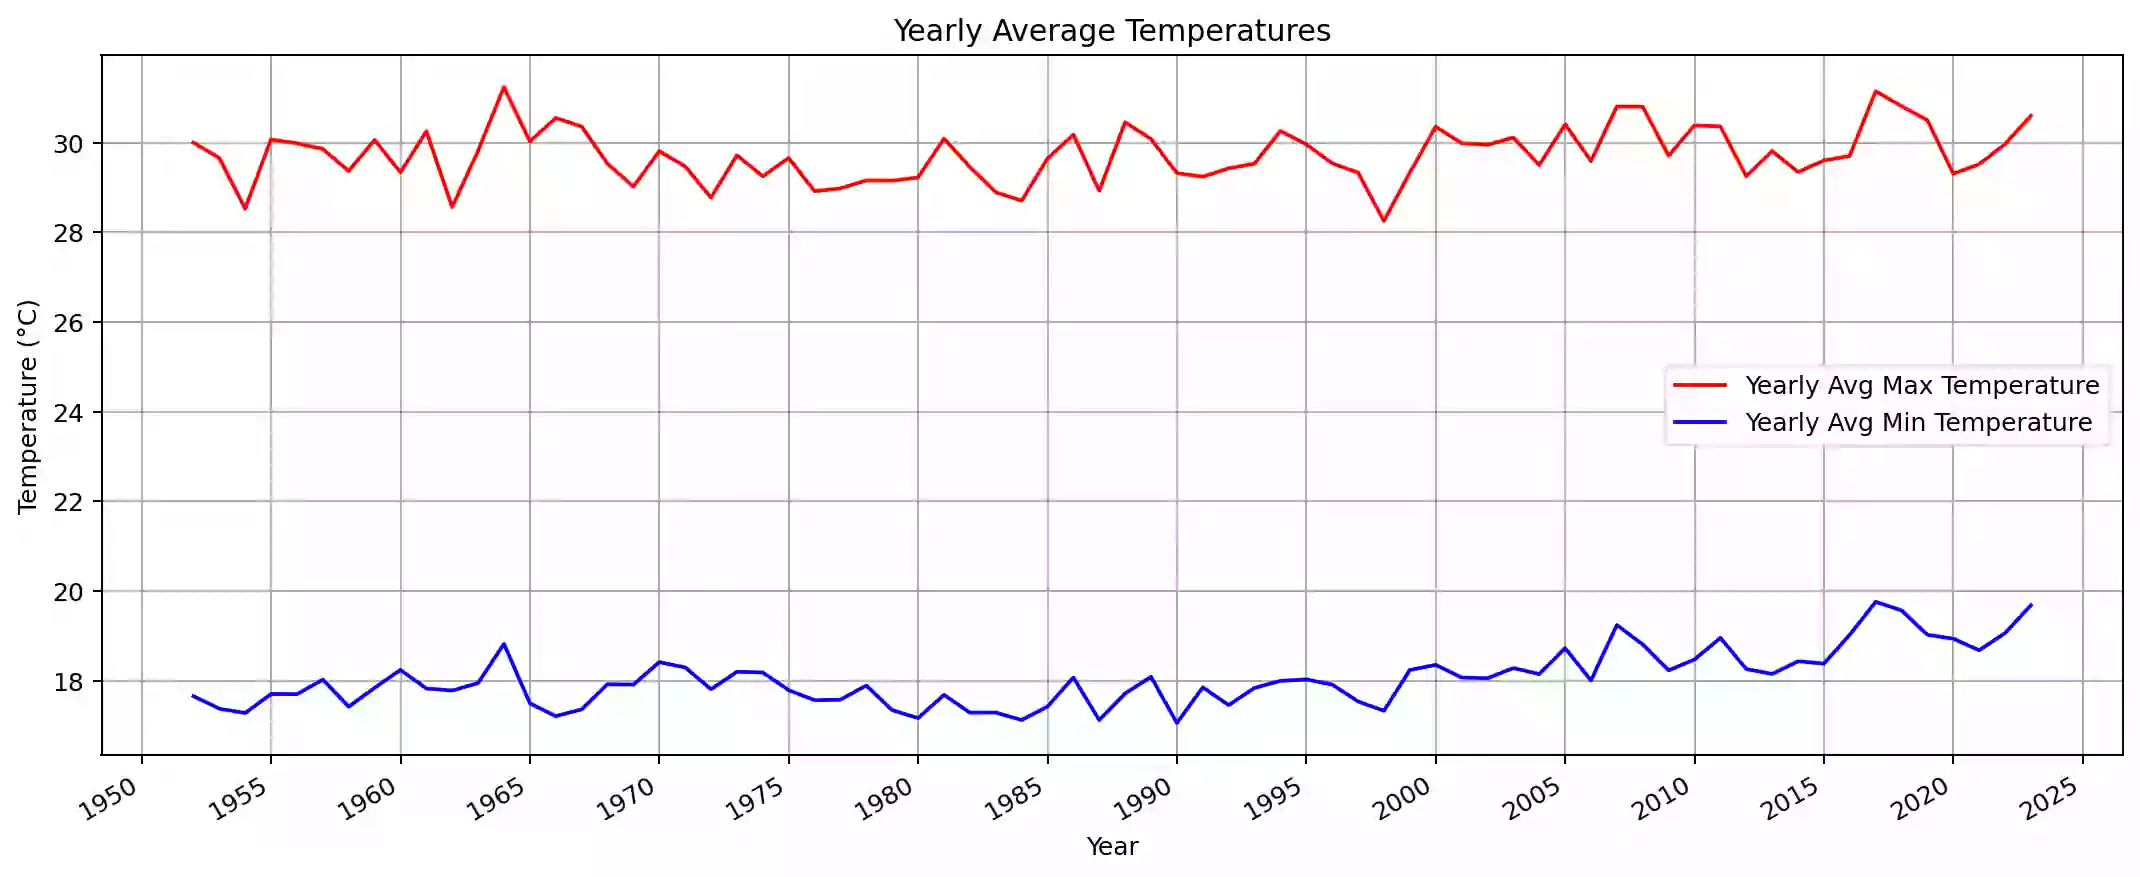 Yearly Average Temperatures
Temperature (°C)
30
28
26
24
22
20
18
Yearly Avg Max Temperature
Yearly Avg Min Temperature
1950 1955 1960 1965 1970 1975 1980 1985 1990 1995 2000 2005 2010 2015 2020 2025
Year